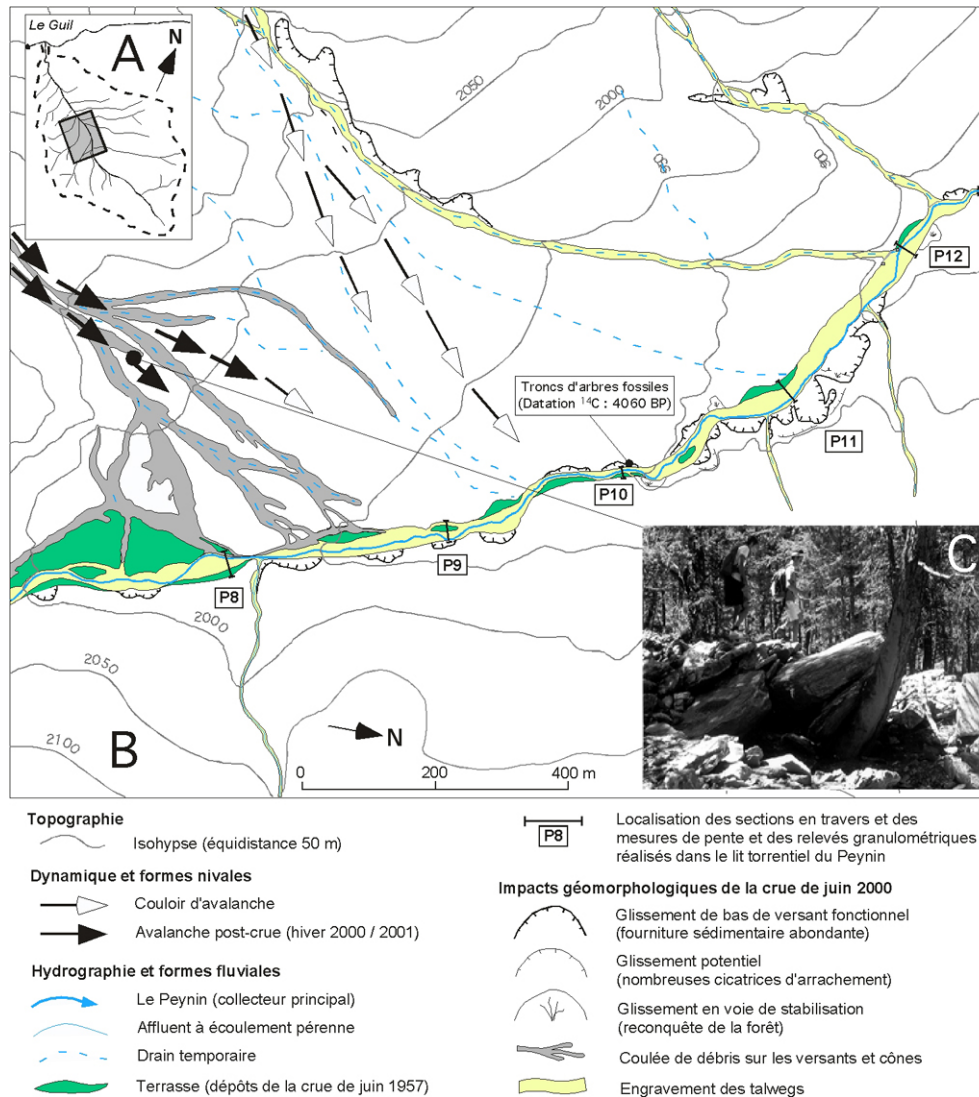 Le Guil
A
N
2050
2000
P12
Troncs d'arbres fossiles
(Datation ¹⁴C : 4060 BP)
P11
P10
P9
P8
C
2000
2050
2100
B
N
0 200 400 m
Topographie
Isohypse (équidistance 50 m)
Dynamique et formes nivales
Couloir d'avalanche
Avalanche post-crue (hiver 2000 / 2001)
Hydrographie et formes fluviales
Le Peynin (collecteur principal)
Affluent à écoulement pérenne
Drain temporaire
Terrasse (dépôts de la crue de juin 1957)
P8
Localisation des sections en travers et des
mesures de pente et des relevés granulométriques
réalisés dans le lit torrentiel du Peynin
Impacts géomorphologiques de la crue de juin 2000
Glissement de bas de versant fonctionnel
(fourniture sédimentaire abondante)
Glissement potentiel
(nombreuses cicatrices d'arrachement)
Glissement en voie de stabilisation
(reconquête de la forêt)
Coulée de débris sur les versants et cônes
Engravement des talwegs